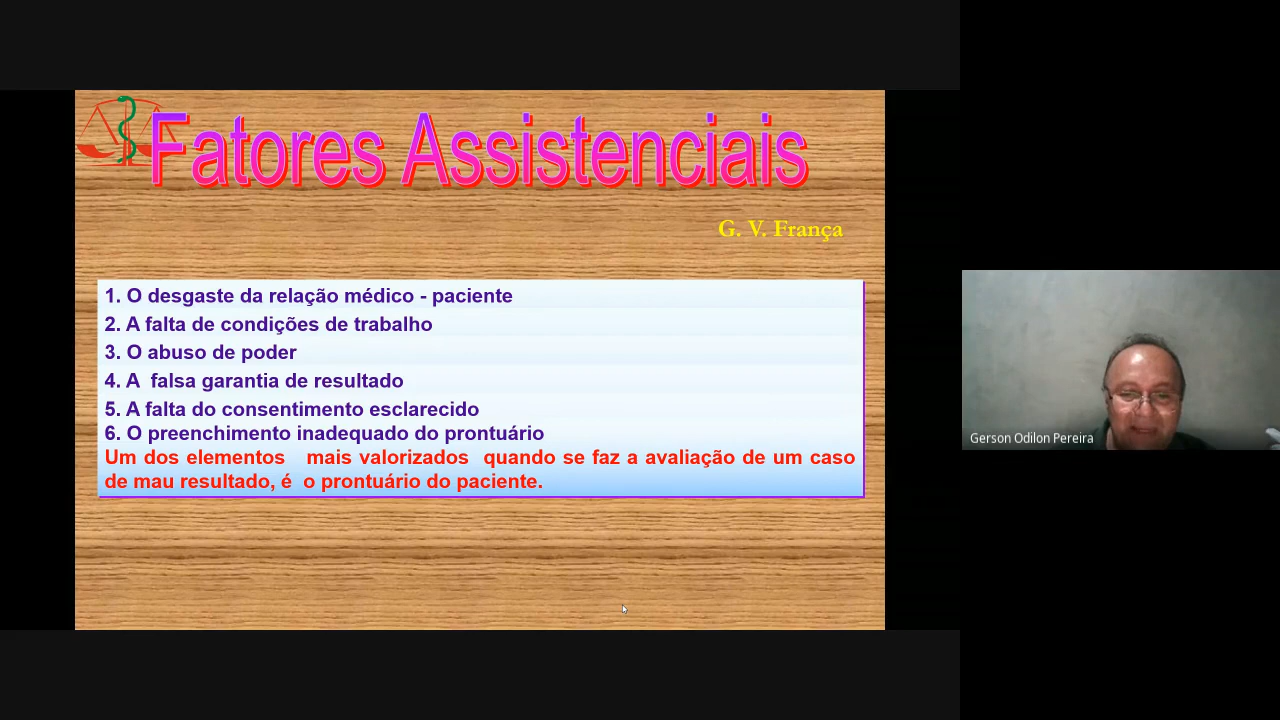 Fatores Assistenciais
G. V. França
1. O desgaste da relação médico - paciente
2. A falta de condições de trabalho
3. O abuso de poder
4. A falsa garantia de resultado
5. A falta do consentimento esclarecido
6. O preenchimento inadequado do prontuário
Um dos elementos mais valorizados quando se faz a avaliação de um caso
de mau resultado, é o prontuário do paciente.
Gerson Odilon Pereira